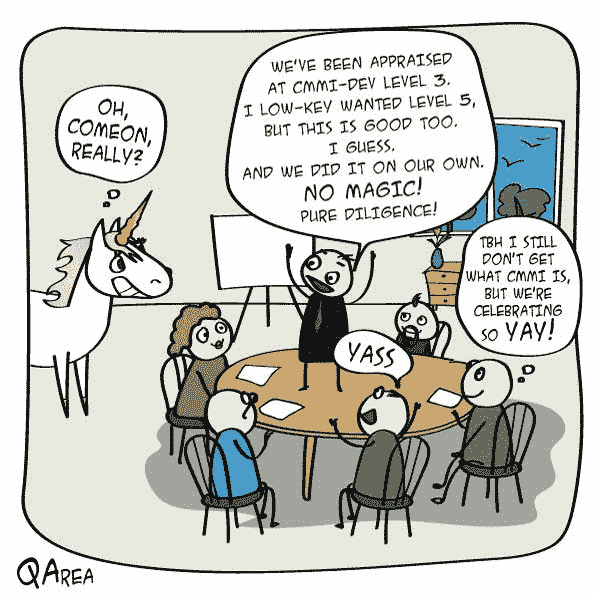 OH,
COMEON,
REALLY?
WE'VE BEEN APPRAISED
AT CMMI-DEV LEVEL 3.
I LOW-KEY WANTED LEVEL 5,
BUT THIS IS GOOD TOO.
I GUESS.
AND WE DID IT ON OUR OWN.
NO MAGIC!
PURE DILIGENCE!
TBH I STILL
DON'T GET
WHAT CMMI IS,
BUT WE'RE
CELEBRATING
SO YAY!
YASS
QAREA